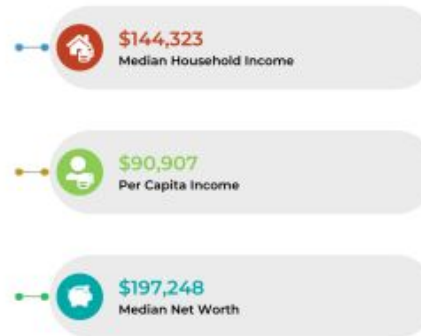 $144,323
Median Household Income
$90,907
Per Capita Income
$197,248
Median Net Worth